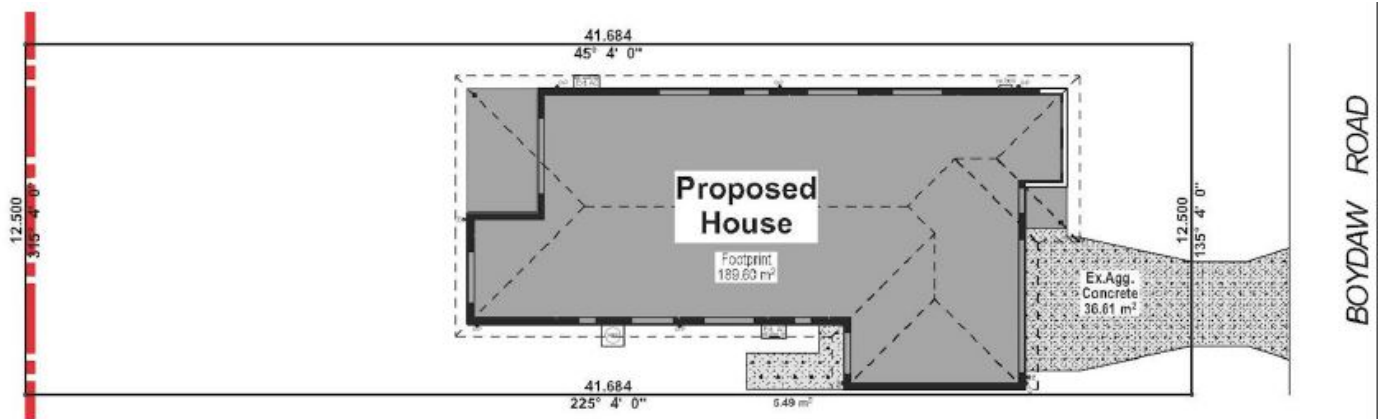 41.684
45° 4' 0"
BOYDAW ROAD
12.500
315° 4' 0"
Proposed
House
Footprint
189.60 m²
12.500
135° 4' 0"
Ex.Agg.
Concrete
36.61 m²
41.684
225° 4' 0"
5.49 m²